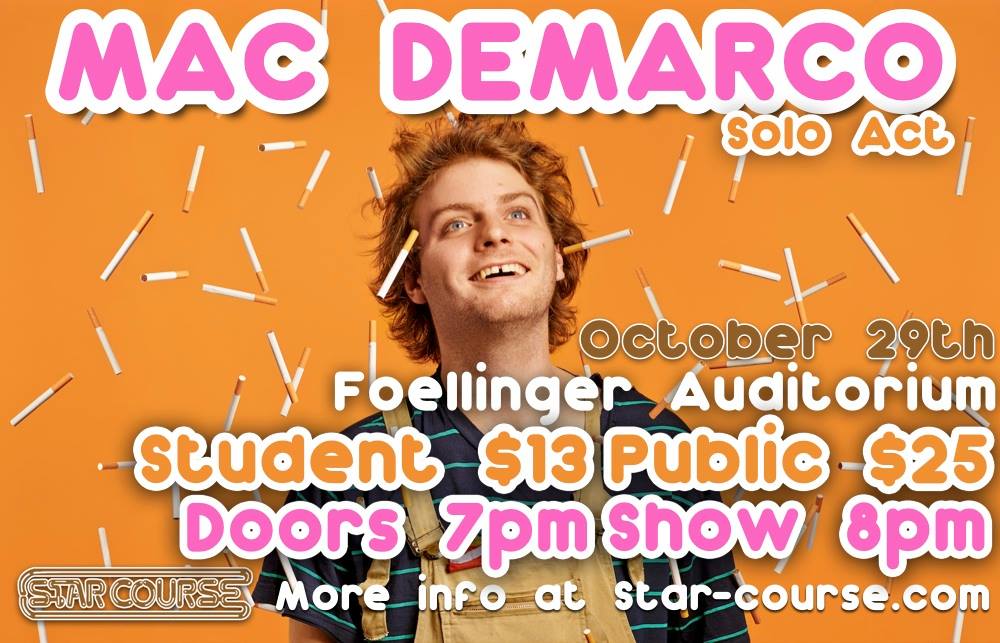 MAC DEMARCO
Solo Act
October 29th
Foellinger Auditorium
Student $13 Public $25
Doors 7pm Show 8pm
STAR COURSE More info at Star-course.com